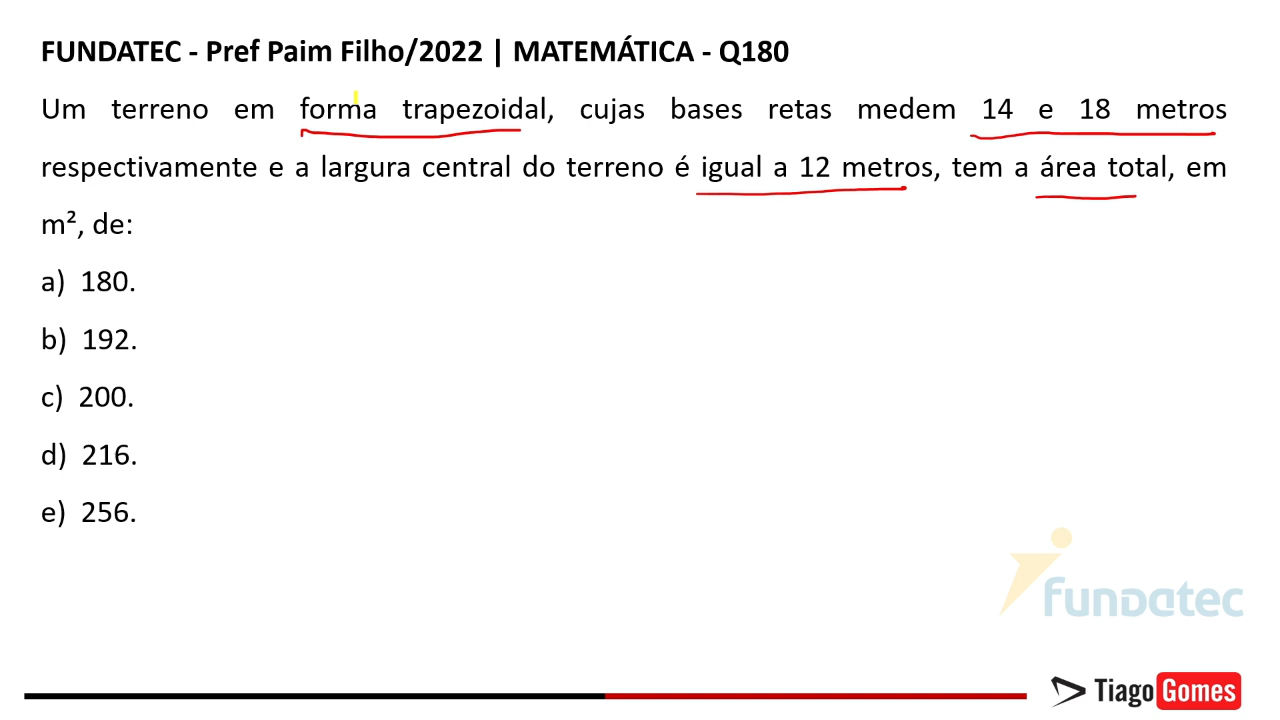 FUNDATEC - Pref Paim Filho/2022 | MATEMÁTICA - Q180
Um terreno em forma trapezoidal, cujas bases retas medem 14 e 18 metros
respectivamente e a largura central do terreno é igual a 12 metros, tem a área total, em
m², de:
a) 180.
b) 192.
c) 200.
d) 216.
e) 256.
fundatec
Tiago Gomes